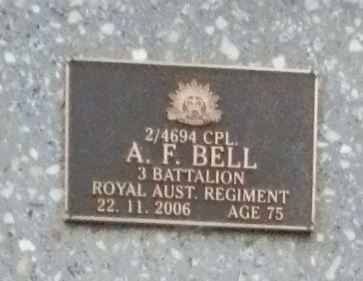 2/4694 CPL.
A. F. BELL
3 BATTALION
ROYAL AUST. REGIMENT
22. 11. 2006 AGE 75